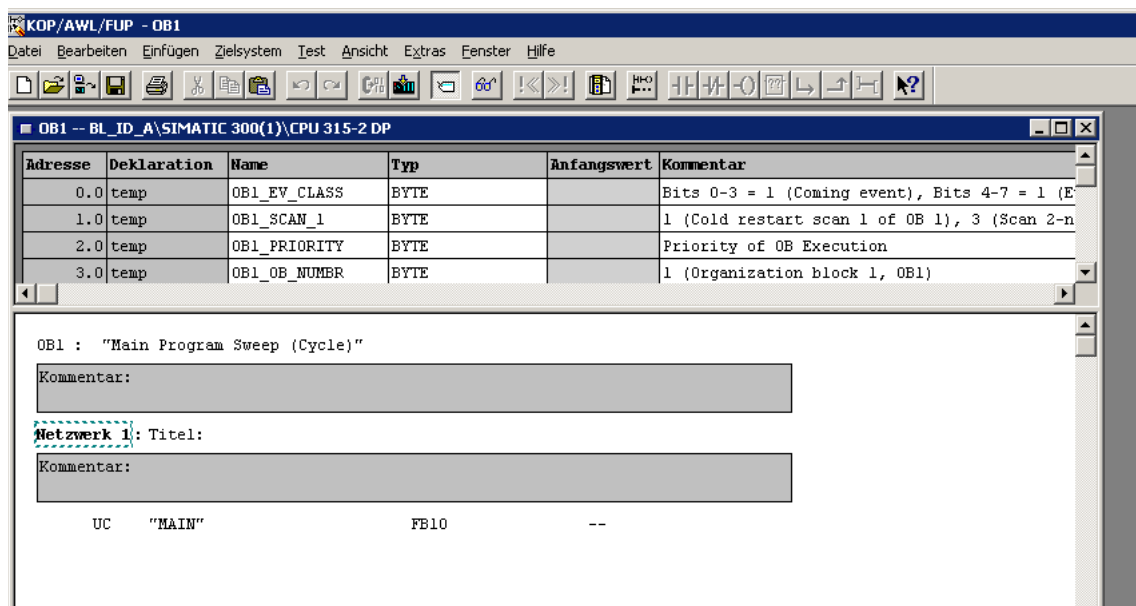 KOP/AWL/FUP - OB1
Datei Bearbeiten Einfügen Zielsystem Test Ansicht Extras Fenster Hilfe
OB1 -- BL_ID_A\SIMATIC 300(1)\CPU 315-2 DP
Adresse Deklaration Name Typ Anfangswert Kommentar
0.0 temp OB1_EV_CLASS BYTE Bits 0-3 = 1 (Coming event), Bits 4-7 = 1 (E
1.0 temp OB1_SCAN_1 BYTE 1 (Cold restart scan 1 of OB 1), 3 (Scan 2-n
2.0 temp OB1_PRIORITY BYTE Priority of OB Execution
3.0 temp OB1_OB_NUMBR BYTE 1 (Organization block 1, OB1)
OB1 : "Main Program Sweep (Cycle)"
Kommentar:
Netzwerk 1: Titel:
Kommentar:
UC "MAIN" FB10 --